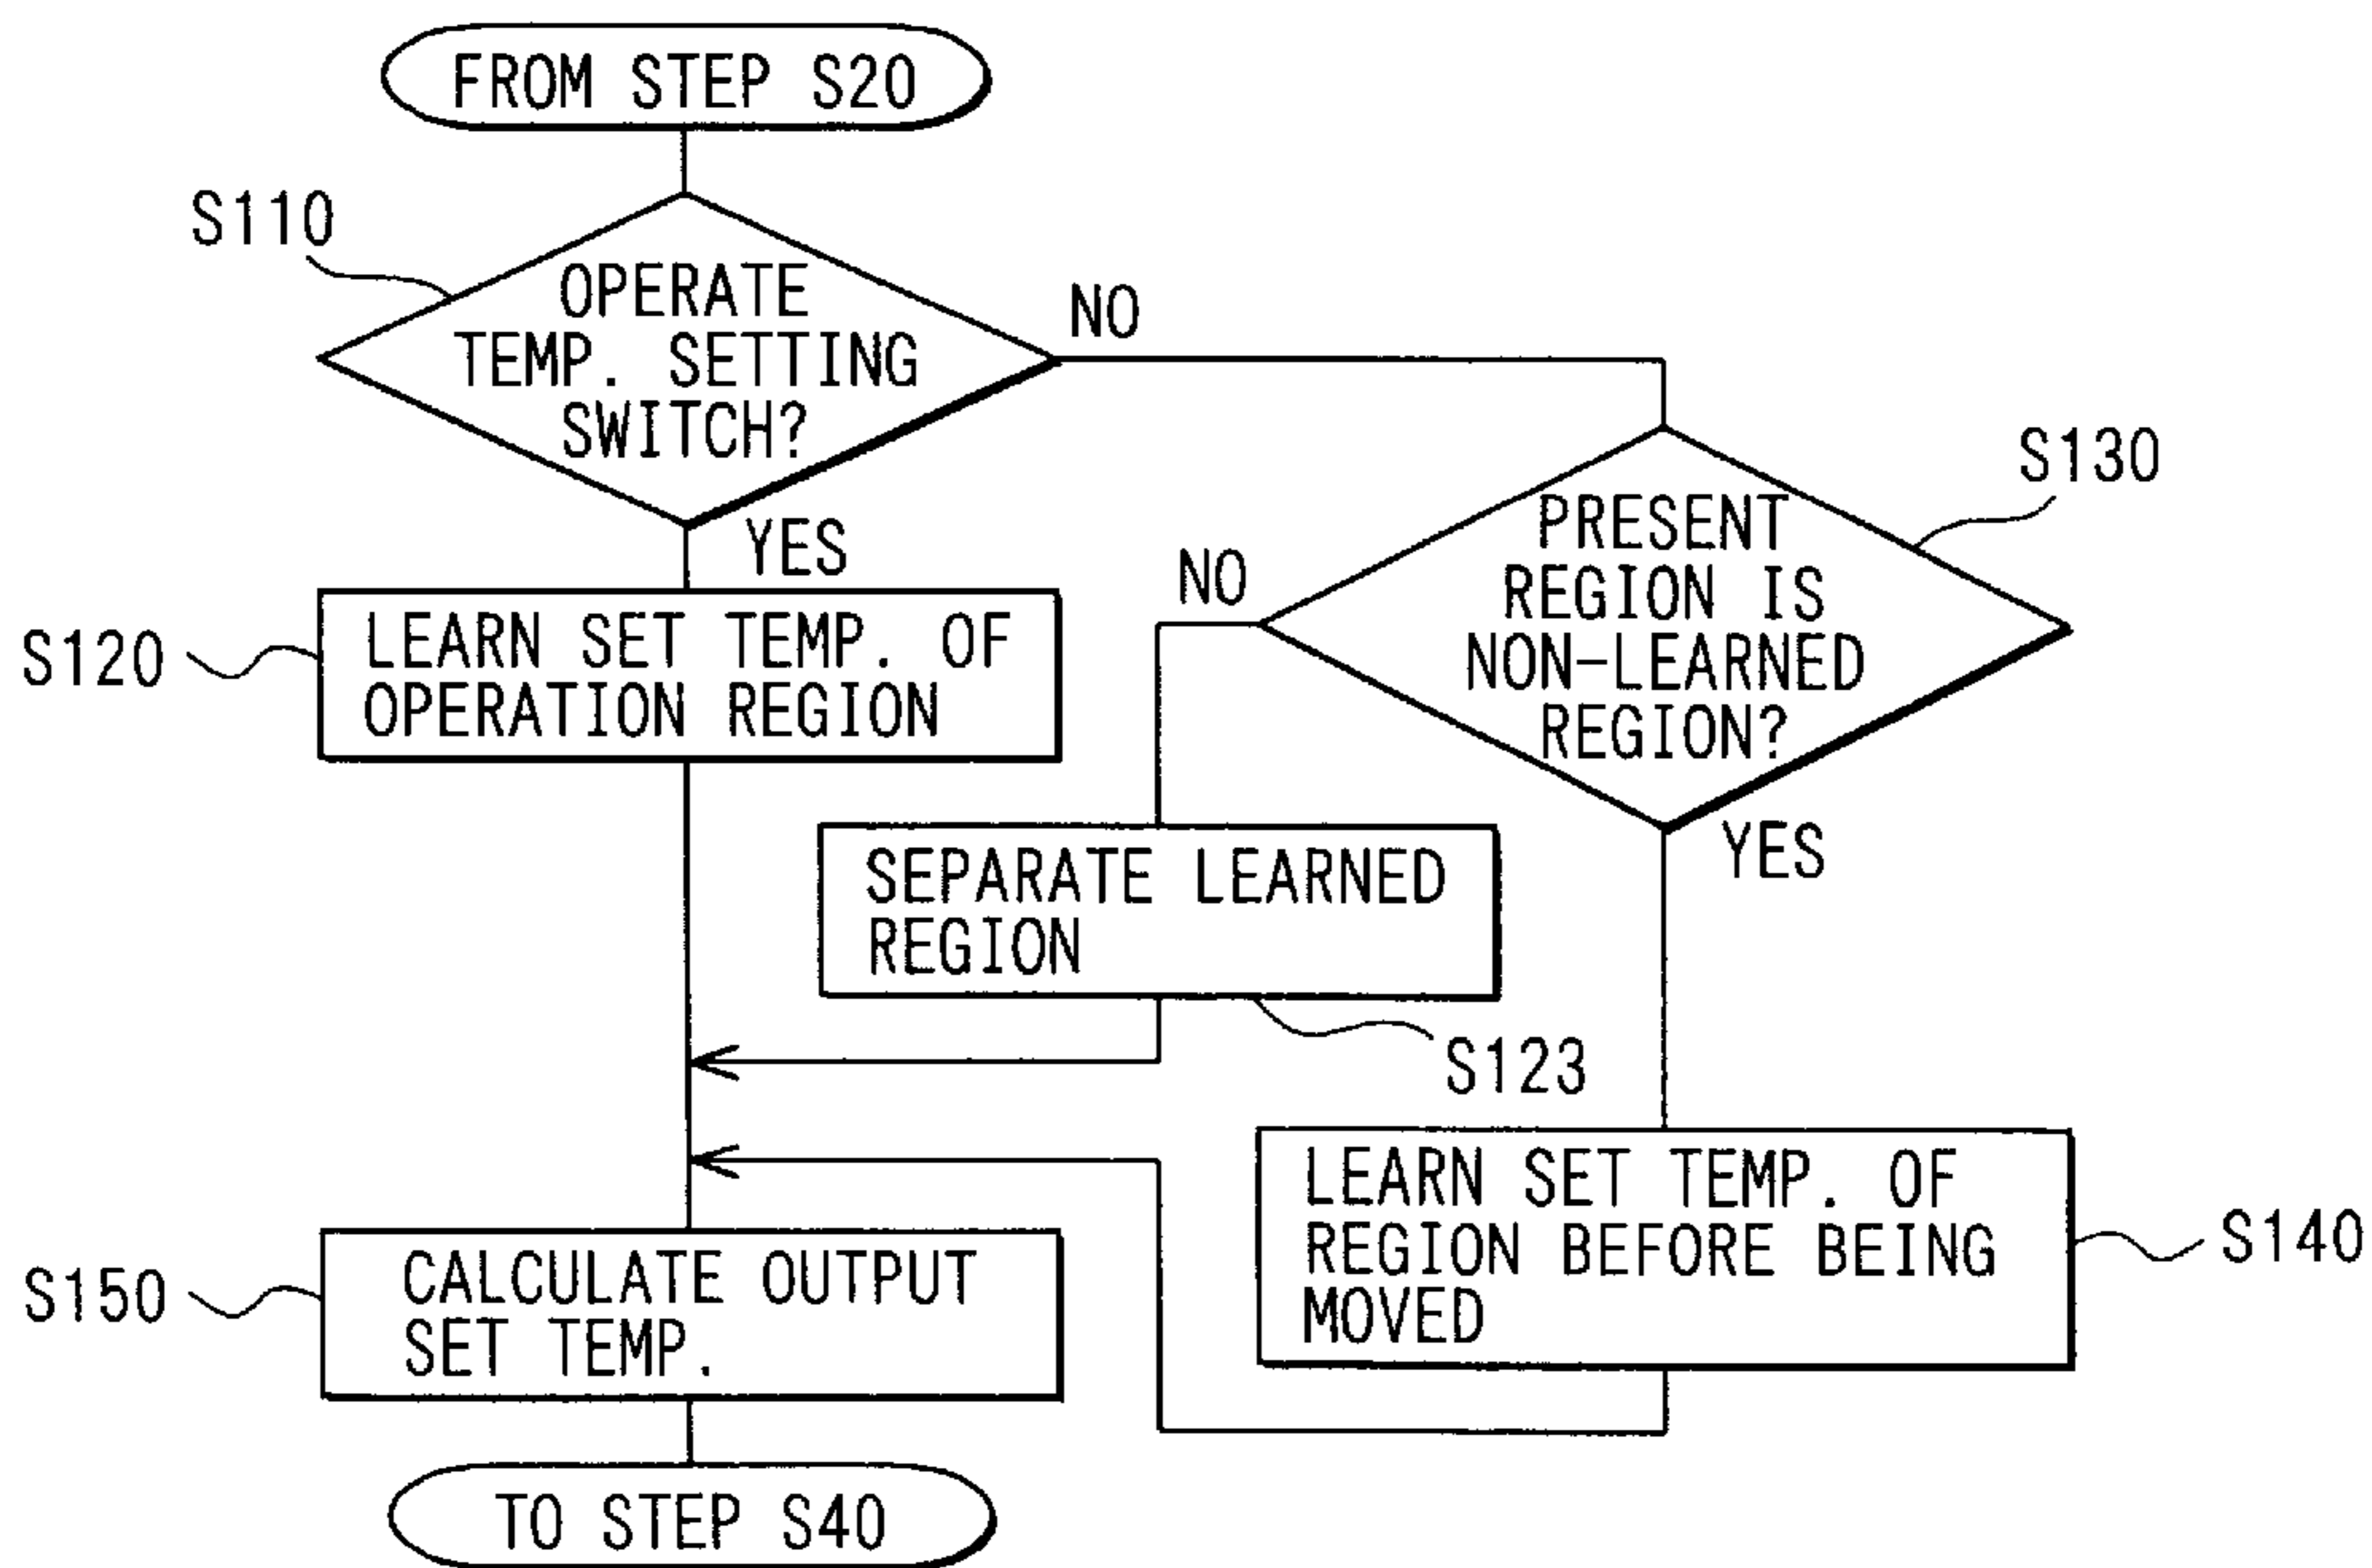 FROM STEP S20
S110
OPERATE
TEMP. SETTING
SWITCH?
NO
YES
S120
LEARN SET TEMP. OF
OPERATION REGION
S130
PRESENT
REGION IS
NON-LEARNED
REGION?
NO
YES
SEPARATE LEARNED
REGION
S123
LEARN SET TEMP. OF
REGION BEFORE BEING
MOVED
S140
S150
CALCULATE OUTPUT
SET TEMP.
TO STEP S40